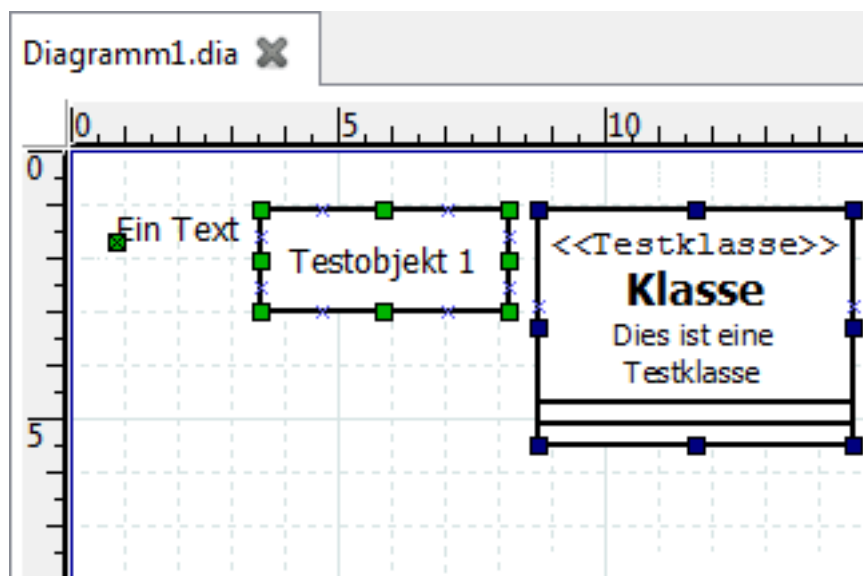 Diagramm1.dia
0 5 10
0
Ein Text
Testobjekt 1
<<Testklasse>>
Klasse
Dies ist eine
Testklasse
5